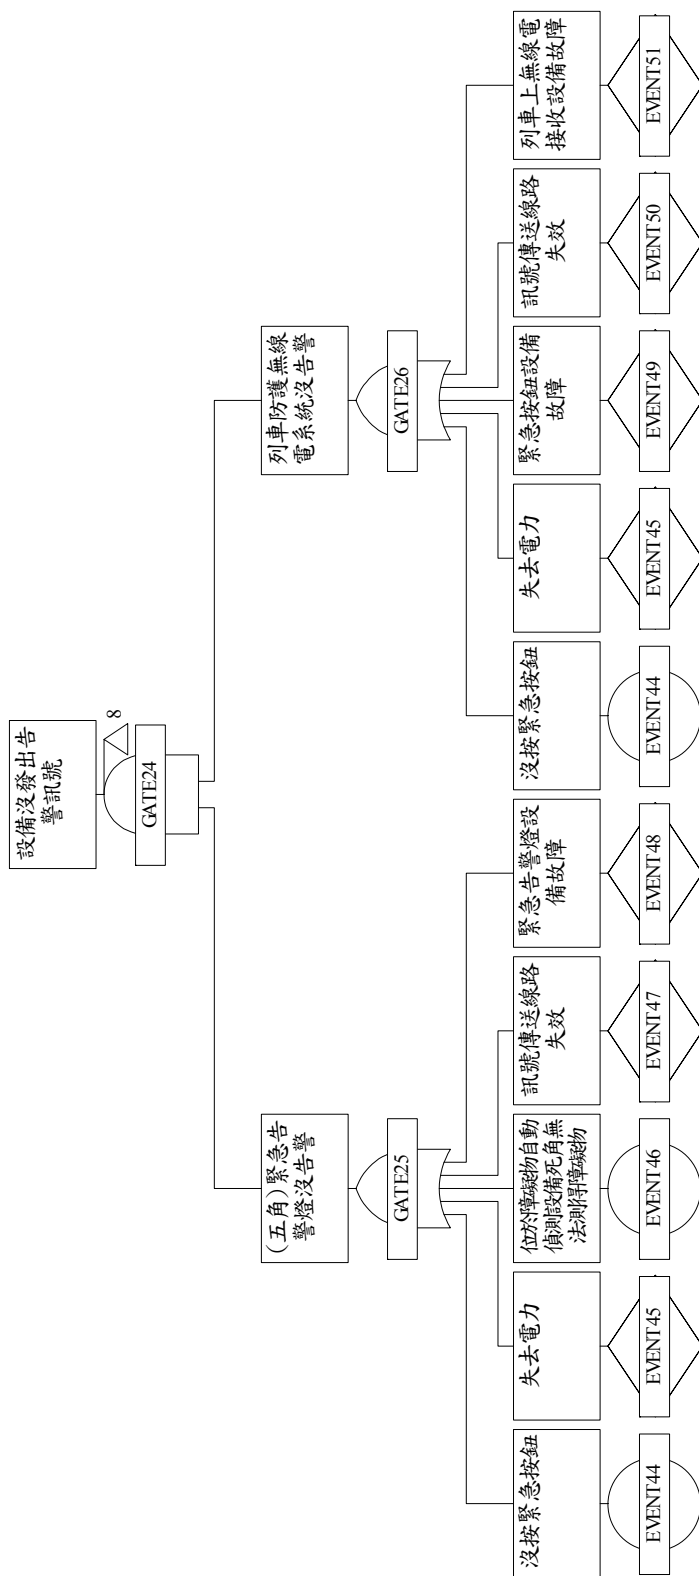 設備沒發出告
警訊號
8
GATE24
(五角)緊急告
警燈沒告警
GATE25
列車防護無線
電系統沒告警
GATE26
沒按緊急按鈕
EVENT44
失去電力
EVENT45
位於障礙物自動
偵測設備死角無
法測得障礙物
EVENT46
訊號傳送線路
失效
EVENT47
緊急告警燈設
備故障
EVENT48
沒按緊急按鈕
EVENT44
失去電力
EVENT45
緊急按鈕設備
故障
EVENT49
訊號傳送線路
失效
EVENT50
列車上無線電
接收設備故障
EVENT51